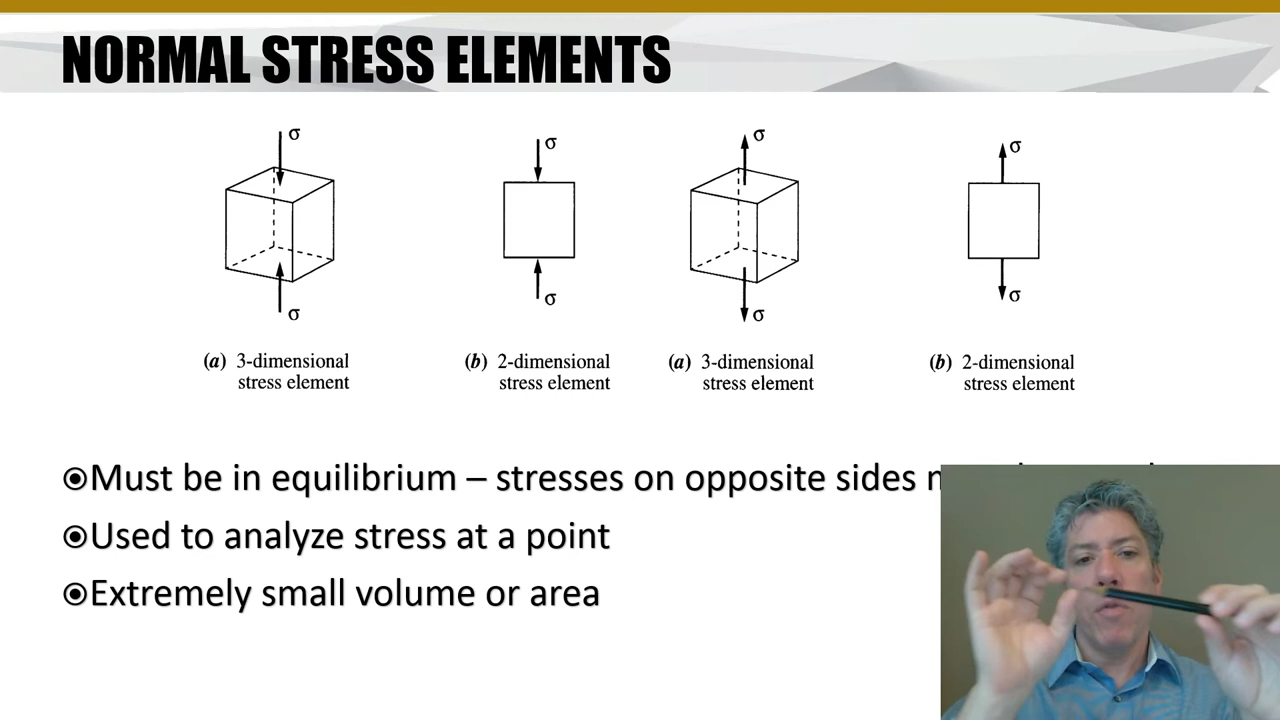 NORMAL STRESS ELEMENTS
σ σ σ σ
σ σ σ σ
(a) 3-dimensional stress element
(b) 2-dimensional stress element
(a) 3-dimensional stress element
(b) 2-dimensional stress element
Must be in equilibrium – stresses on opposite sides
Used to analyze stress at a point
Extremely small volume or area